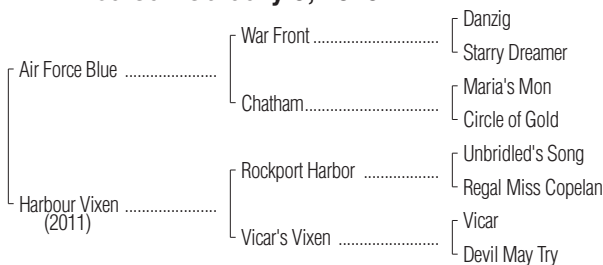 Danzig
War Front
Starry Dreamer
Air Force Blue
Maria's Mon
Chatham
Circle of Gold
Unbridled's Song
Rockport Harbor
Regal Miss Copelan
Harbour Vixen
(2011)
Vicar
Vicar's Vixen
Devil May Try